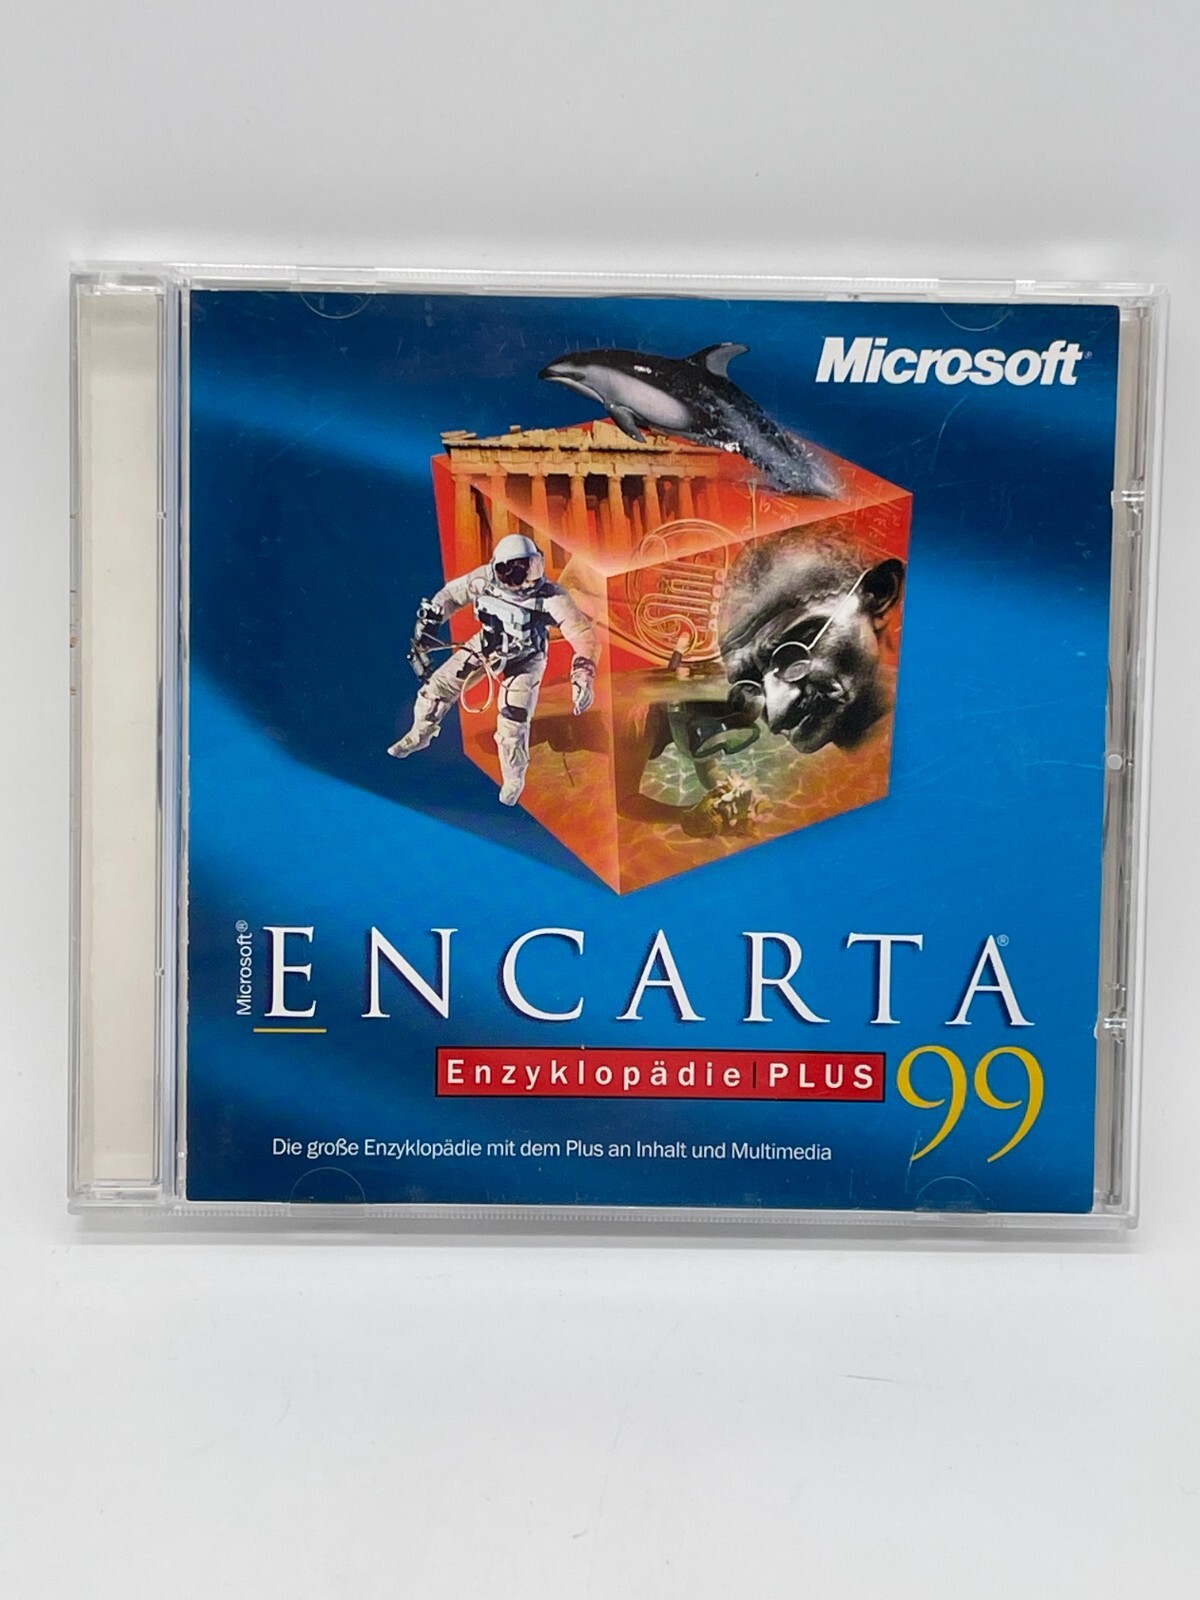 Microsoft®
Microsoft®
ENCARTA®
Enzyklopädie PLUS 99
Die große Enzyklopädie mit dem Plus an Inhalt und Multimedia